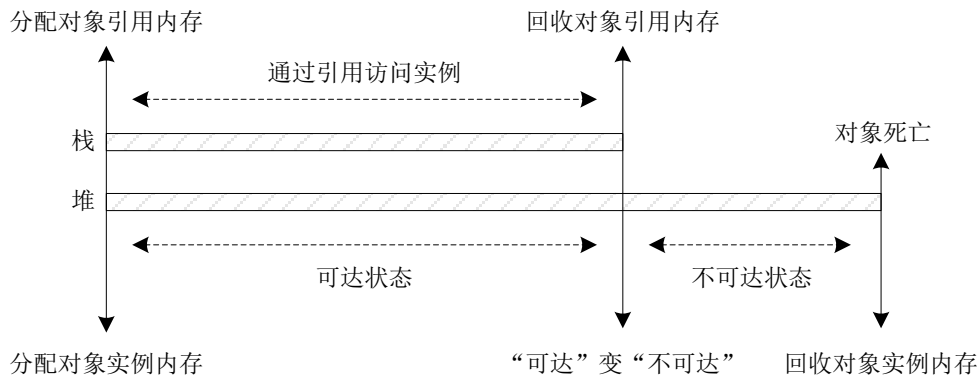 分配对象引用内存
回收对象引用内存
通过引用访问实例
栈
对象死亡
堆
可达状态
不可达状态
分配对象实例内存
“可达”变“不可达”
回收对象实例内存